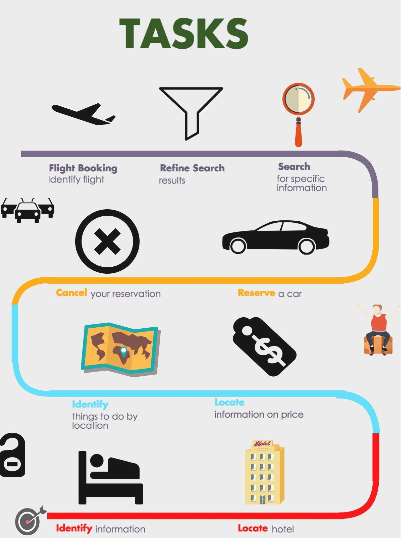 TASKS
Flight Booking
Identify flight
Refine Search
results
Search
for specific
information
Cancel your reservation
Reserve a car
Identify
things to do by
location
Locate
information on price
Hotel
Identify information
Locate hotel